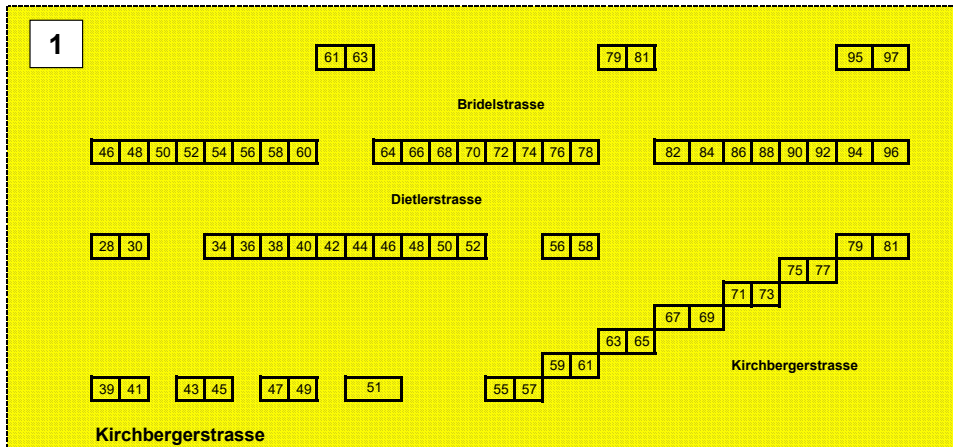 1
61 63 79 81 95 97
Bridelstrasse
46 48 50 52 54 56 58 60 64 66 68 70 72 74 76 78 82 84 86 88 90 92 94 96
Dietlerstrasse
28 30 34 36 38 40 42 44 46 48 50 52 56 58 79 81
75 77
71 73
67 69
63 65
59 61 Kirchbergerstrasse
39 41 43 45 47 49 51 55 57
Kirchbergerstrasse